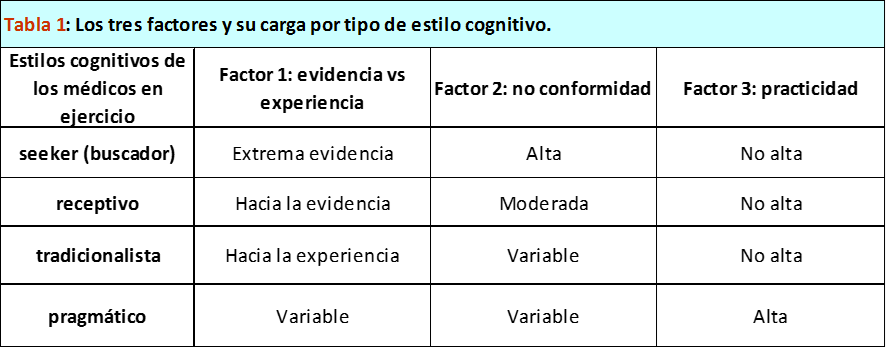 Tabla 1: Los tres factores y su carga por tipo de estilo cognitivo.
Estilos cognitivos de
los médicos en
ejercicio
Factor 1: evidencia vs
experiencia
Factor 2: no conformidad
Factor 3: practicidad
seeker (buscador)
Extrema evidencia
Alta
No alta
receptivo
Hacia la evidencia
Moderada
No alta
tradicionalista
Hacia la experiencia
Variable
No alta
pragmático
Variable
Variable
Alta